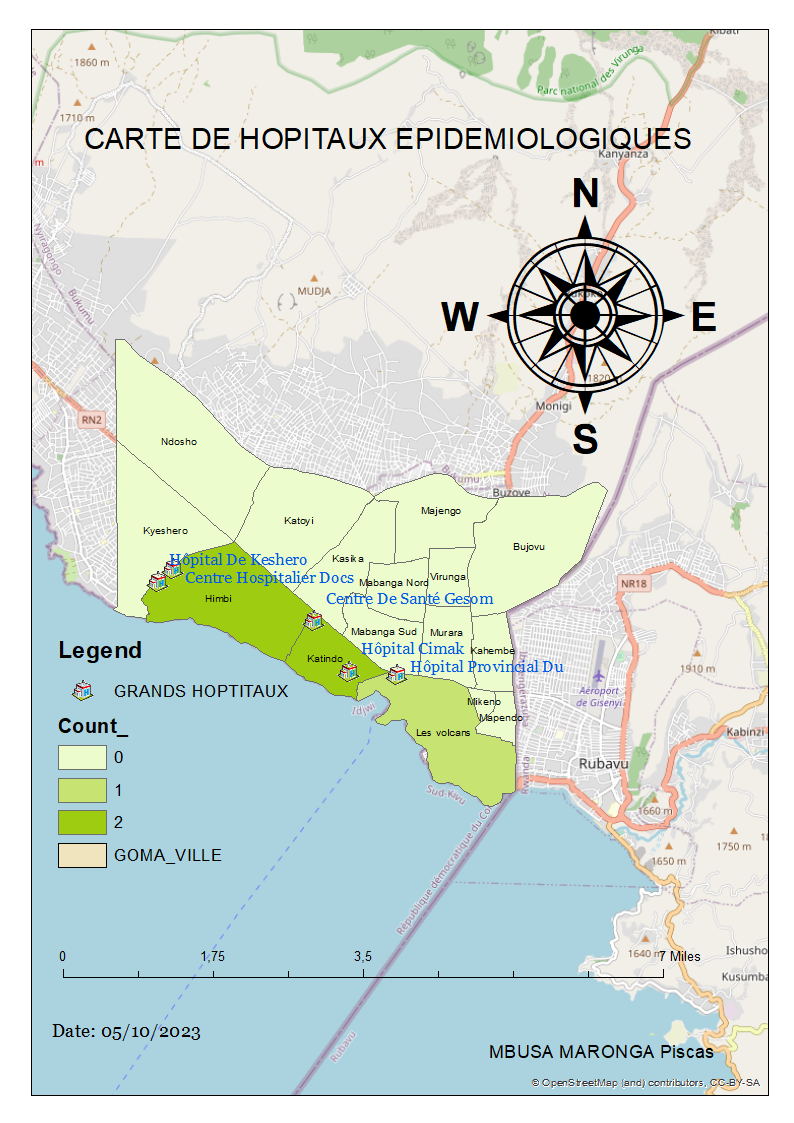 Kibati
1860 m
Parc national des Virunga
1710 m
CARTE DE HOPITAUX EPIDEMIOLOGIQUES
Kanyanza
N
Nyiragongo
Bukumu
MUDJA
W
E
1820
Monigi
S
RN2
Ndosho
Bukumu
Buzove
Majengo
Katoyi
Kyeshero
Bujovu
Kasika
Hôpital De Keshero
Centre Hospitalier Docs
Mabanga Nord
Virunga
NR18
Himbi
Centre De Santé Gesom
Mabanga Sud
Murara
Hôpital Cimak
Kahembe
Katindo
Hôpital Provincial Du
1910 m
Aéroport
de Gisenyi
Mikeno
Idjwi
Mapendo
Les volcans
Kabinzi
Rubavu
Rwanda
Sud-Kivu
République démocratique du Co
Legend
GRANDS HOPTITAUX
Count_
0
1
2
GOMA_VILLE
1660 m
1750 m
1650 m
1640 m
Ishusho
Kusumba
0
1,75
3,5
7 Miles
Date: 05/10/2023
Rubavu
MBUSA MARONGA Piscas
© OpenStreetMap (and) contributors, CC-BY-SA